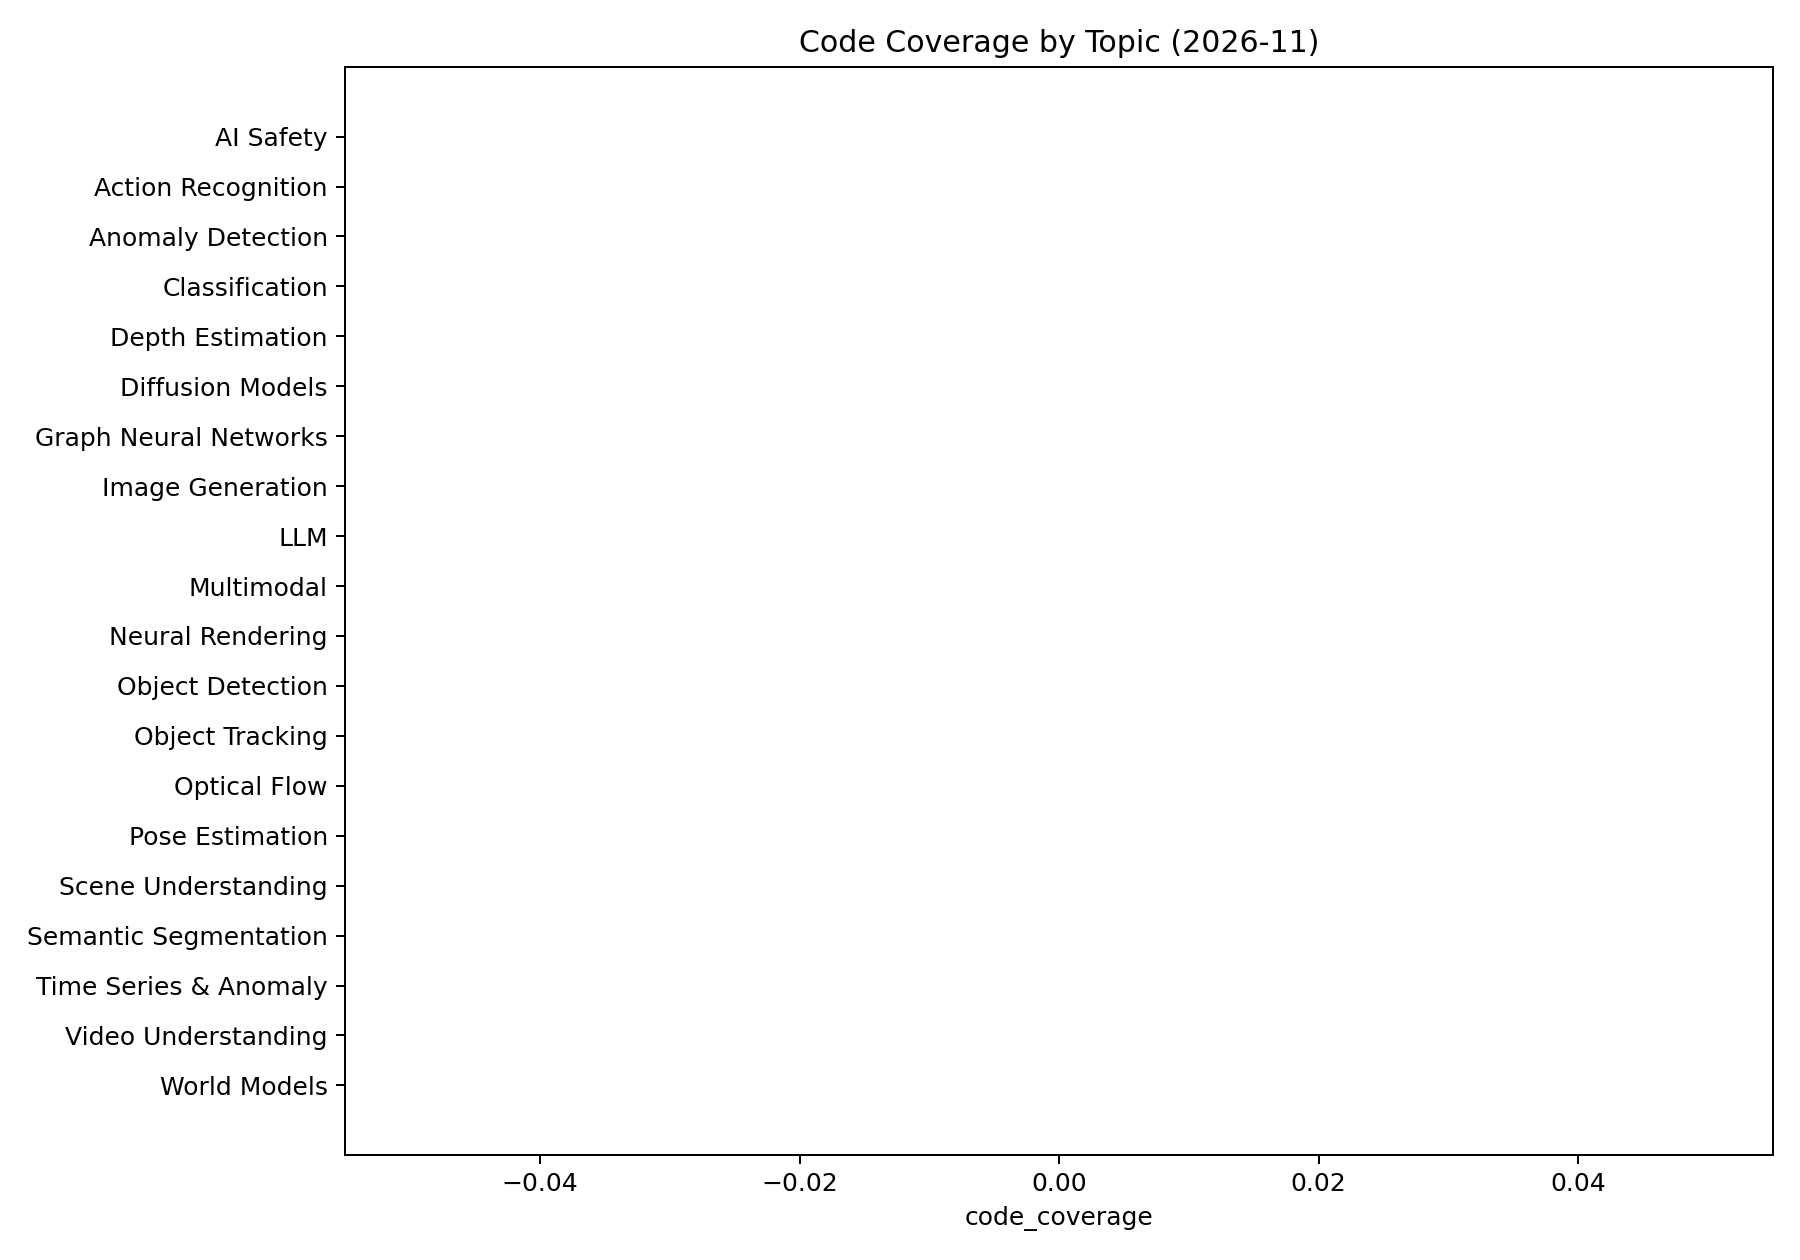 Code Coverage by Topic (2026-11)
AI Safety
Action Recognition
Anomaly Detection
Classification
Depth Estimation
Diffusion Models
Graph Neural Networks
Image Generation
LLM
Multimodal
Neural Rendering
Object Detection
Object Tracking
Optical Flow
Pose Estimation
Scene Understanding
Semantic Segmentation
Time Series & Anomaly
Video Understanding
World Models
−0.04 −0.02 0.00 0.02 0.04
code_coverage